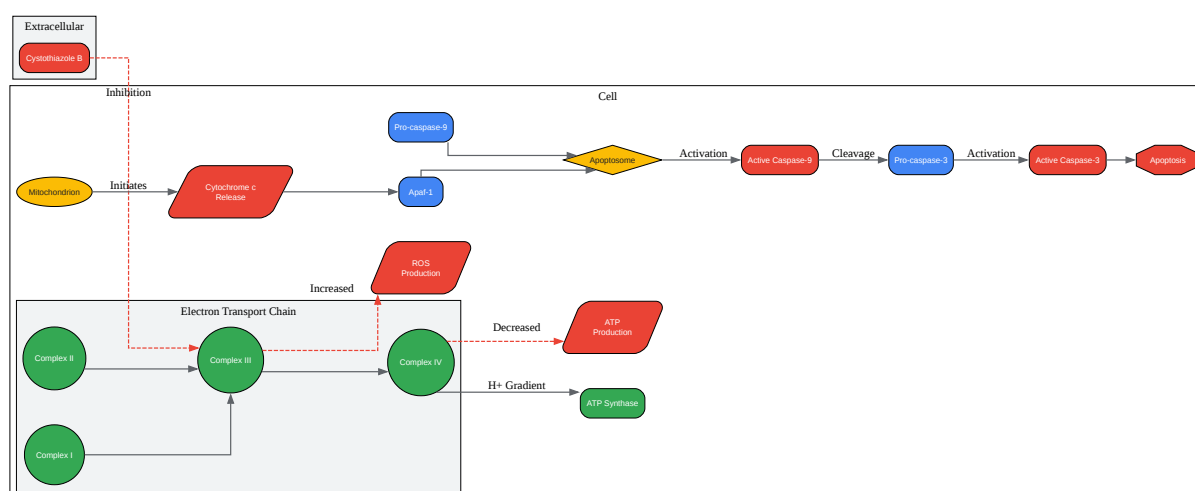 Extracellular
Cystothiazole B
Inhibition
Cell
Pro-caspase-9
Apoptosome
Activation
Active Caspase-9
Cleavage
Pro-caspase-3
Activation
Active Caspase-3
Apoptosis
Mitochondrion
Initiates
Cytochrome c
Release
Apaf-1
ROS
Production
Increased
Electron Transport Chain
ATP
Production
Decreased
Complex II
Complex III
Complex IV
H+ Gradient
ATP Synthase
Complex I